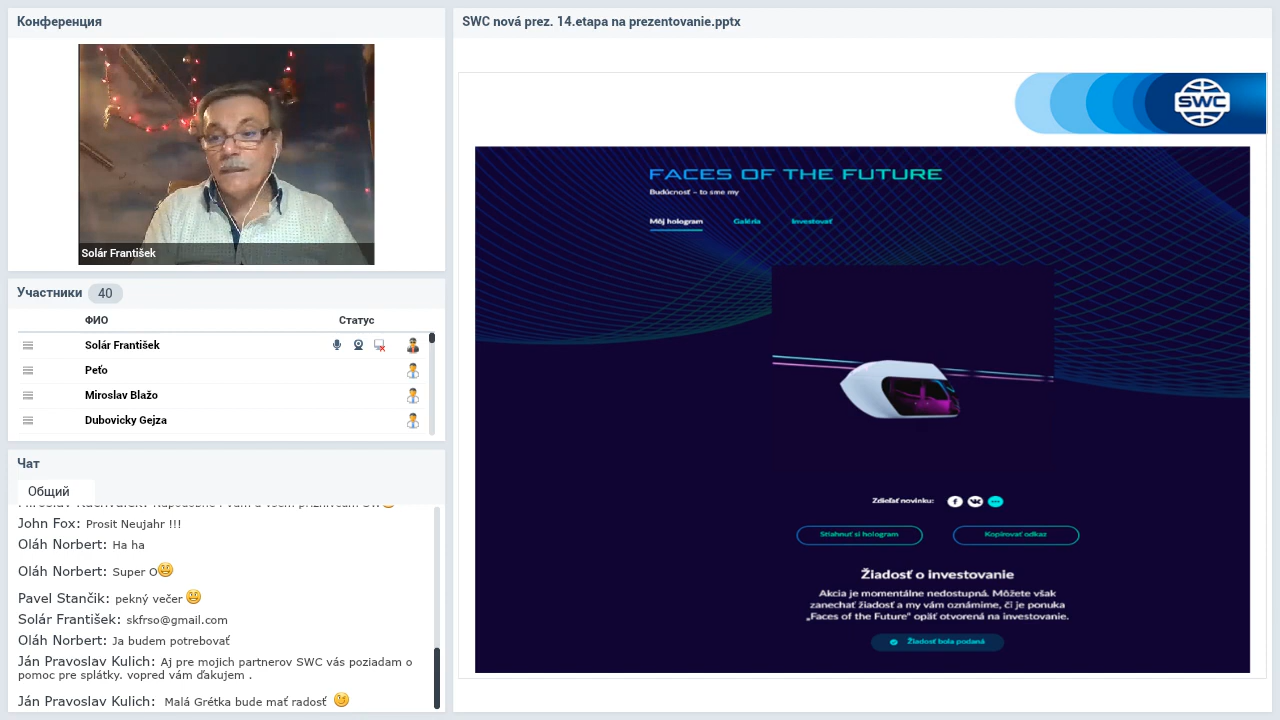 Конференция
Solár František
Участники 40
ФИО Статус
Solár František
Peťo
Miroslav Blažo
Dubovicky Gejza
Чат
Общий
John Fox: Prosit Neujahr !!!
Oláh Norbert: Ha ha
Oláh Norbert: Super O
Pavel Stančik: pekný večer
Solár František: skfrso@gmail.com
Oláh Norbert: Ja budem potrebovať
Ján Pravoslav Kulich: Aj pre mojich partnerov SWC vás poziadam o
pomoc pre splátky. vopred vám ďakujem .
Ján Pravoslav Kulich: Malá Grétka bude mať radosť
SWC nová prez. 14.etapa na prezentovanie.pptx
SWC
FACES OF THE FUTURE
Budúcnosť – to sme my
Môj hologram Galéria Investovať
Zdieľať novinku:
Stiahnuť si hologram Kopírovať odkaz
Žiadosť o investovanie
Akcia je momentálne nedostupná. Môžete však
zanechať žiadosť a my vám oznámime, či je ponuka
„Faces of the Future" opäť otvorená na investovanie.
Žiadosť bola podaná